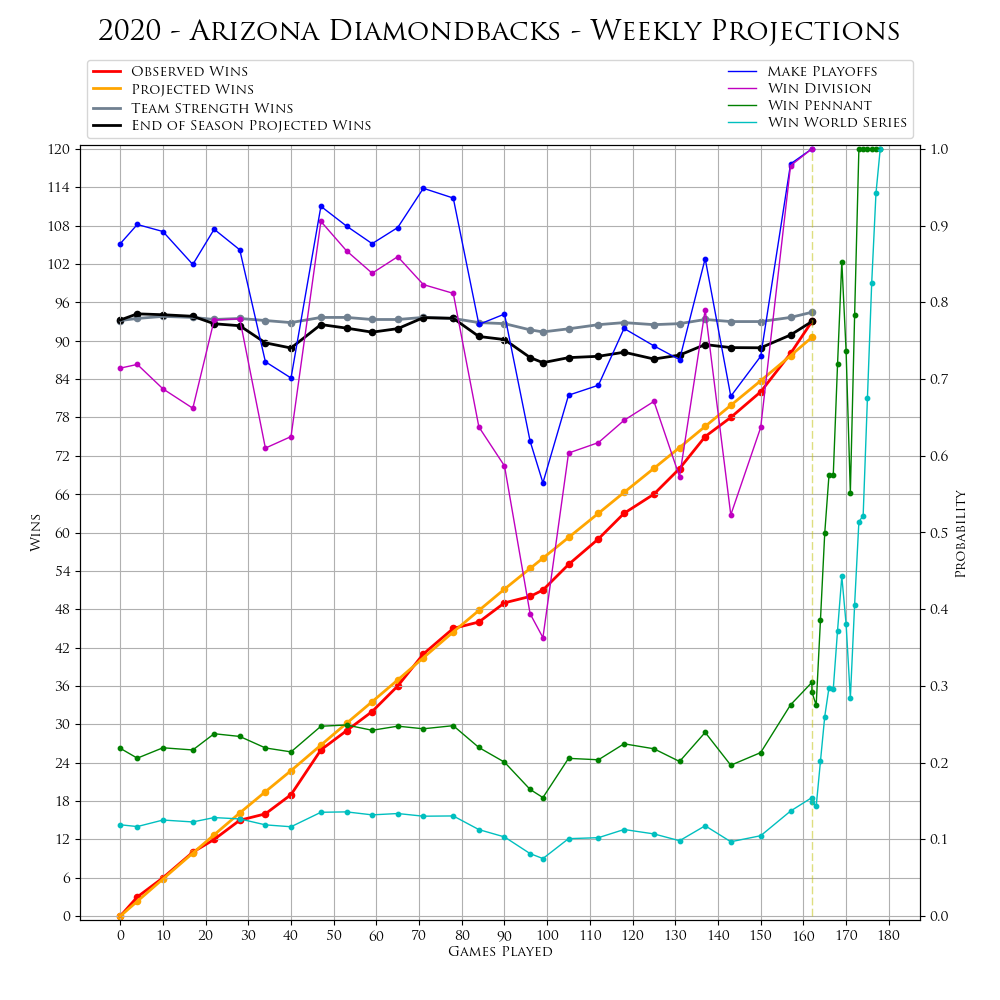 2020 - Arizona Diamondbacks - Weekly Projections
Observed Wins
Projected Wins
Team Strength Wins
End of Season Projected Wins
Make Playoffs
Win Division
Win Pennant
Win World Series
120
114
108
102
96
90
84
78
72
66
60
54
48
42
36
30
24
18
12
6
0
Wins
1.0
0.9
0.8
0.7
0.6
0.5
0.4
0.3
0.2
0.1
0.0
Probability
0 10 20 30 40 50 60 70 80 90 100 110 120 130 140 150 160 170 180
Games Played